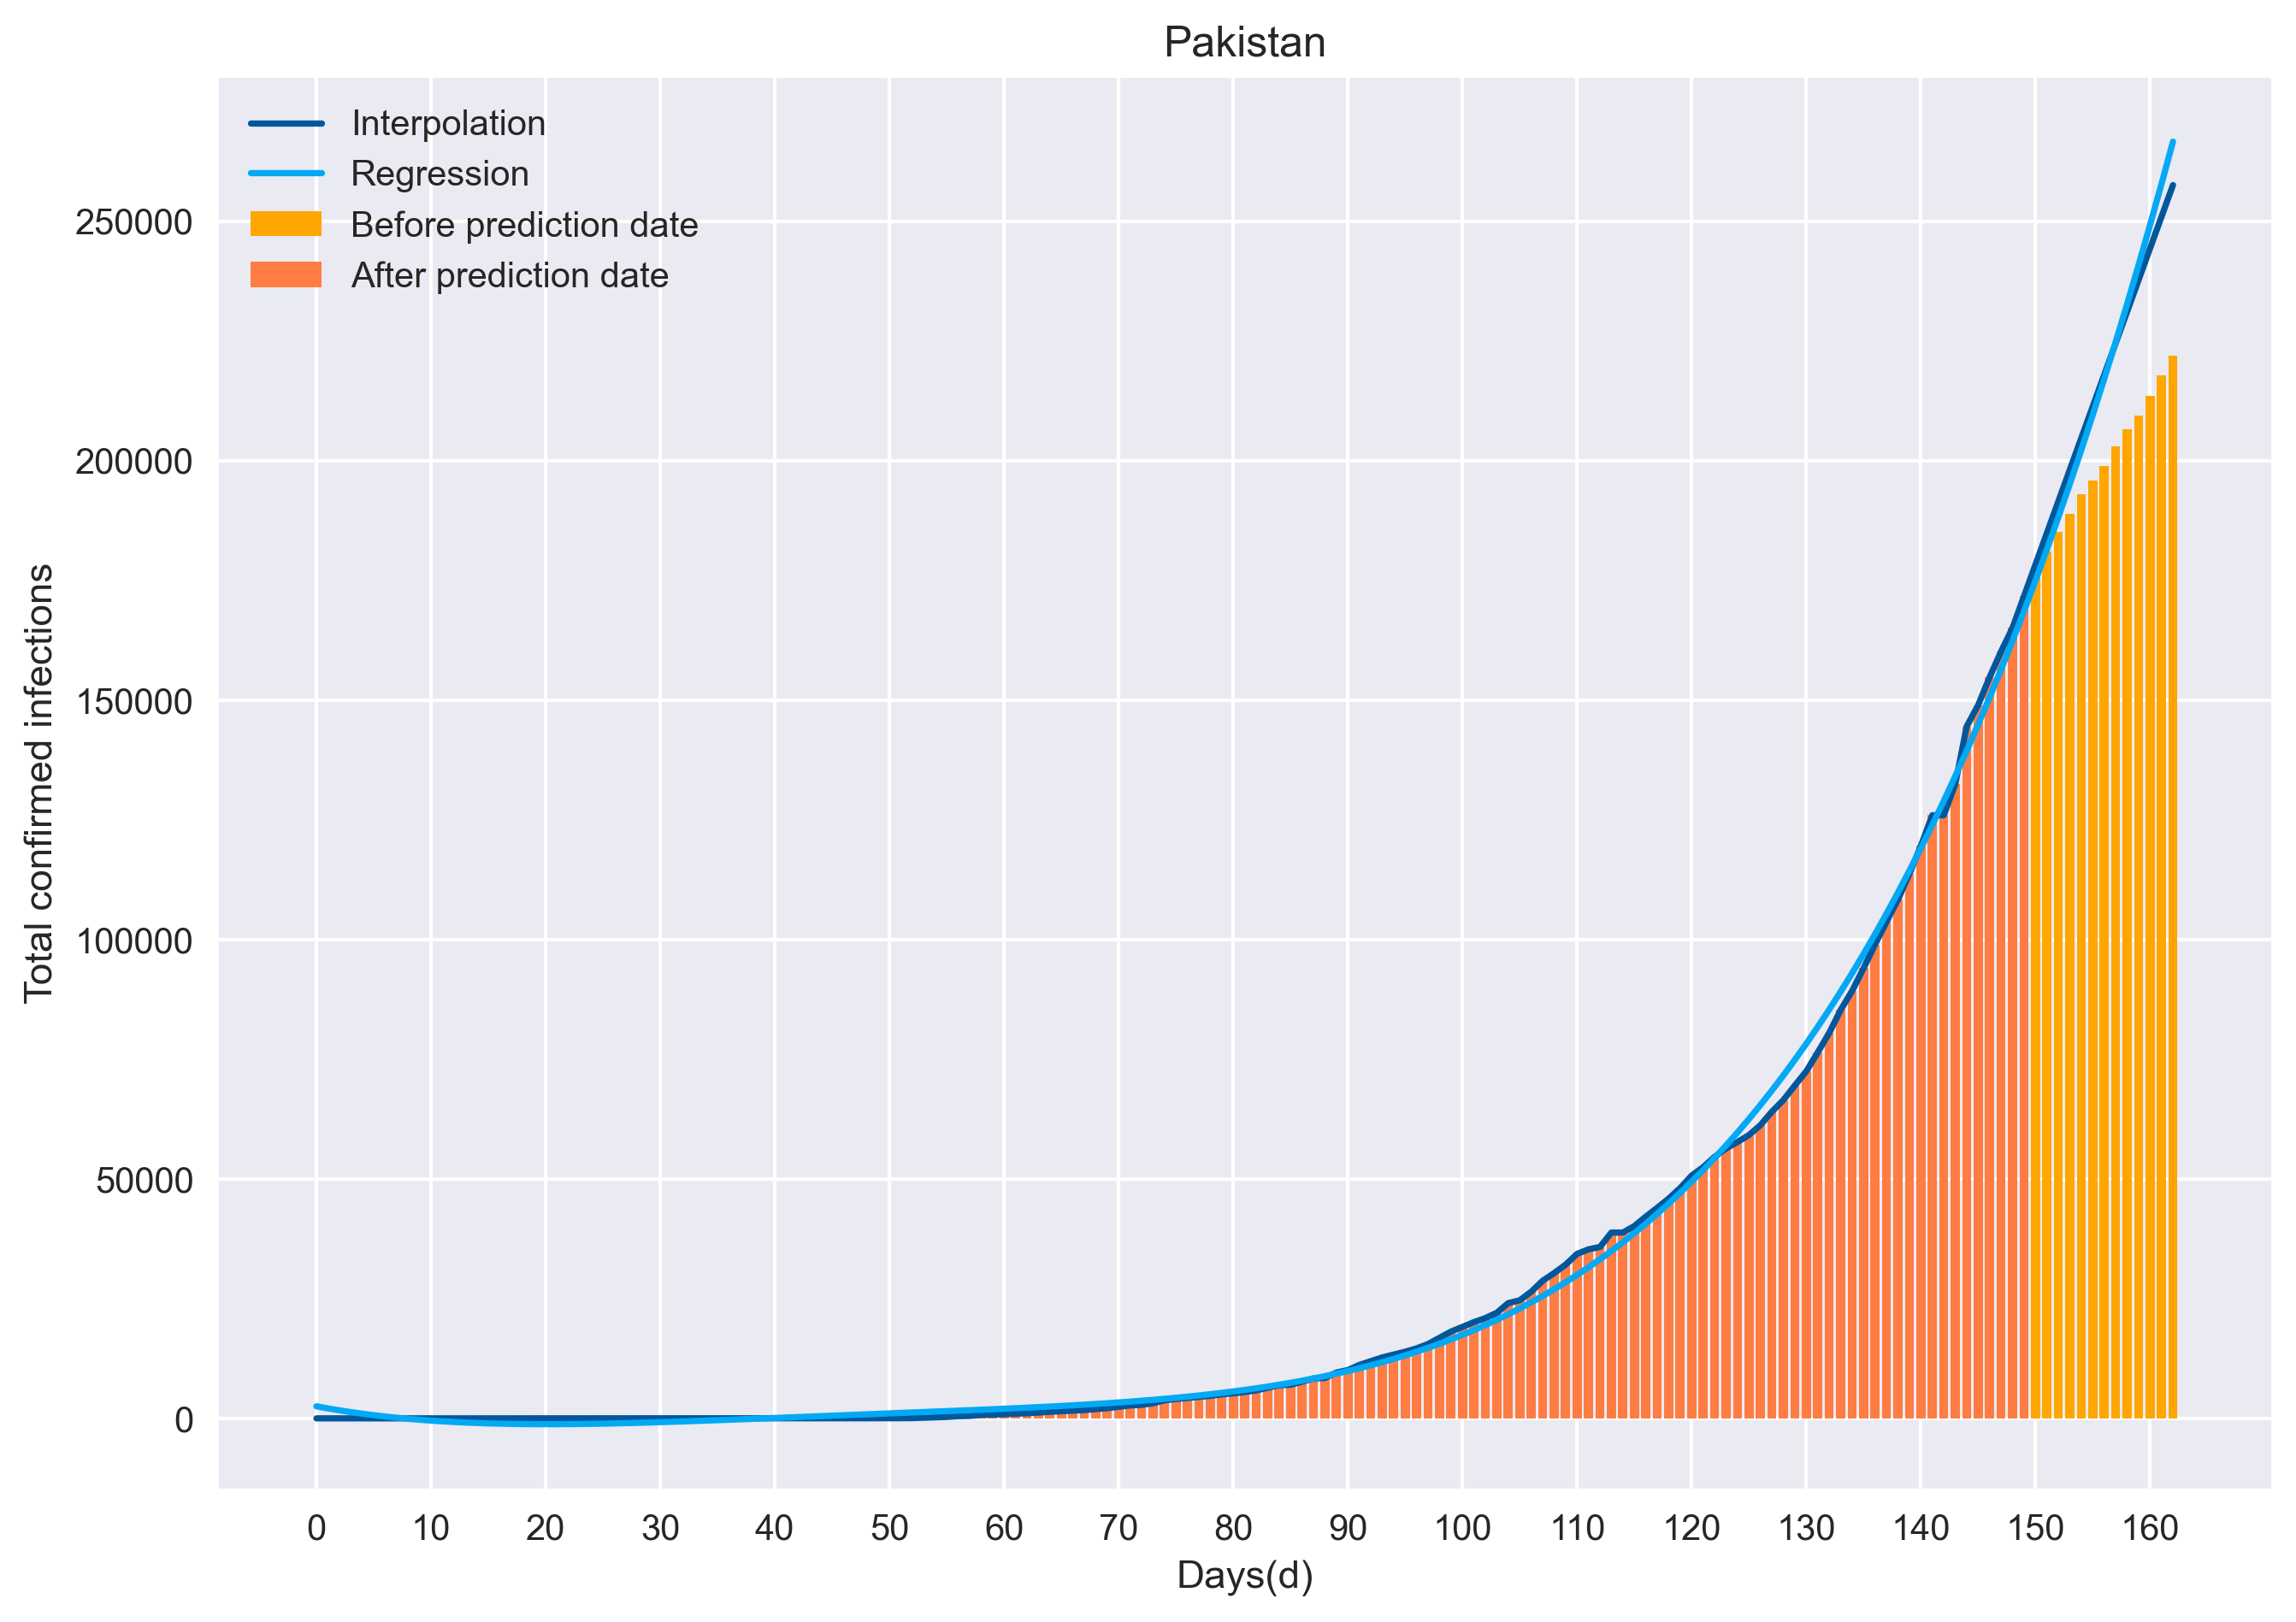 Pakistan
Interpolation
Regression
Before prediction date
After prediction date
250000
200000
150000
100000
50000
0
Total confirmed infections
0 10 20 30 40 50 60 70 80 90 100 110 120 130 140 150 160
Days(d)